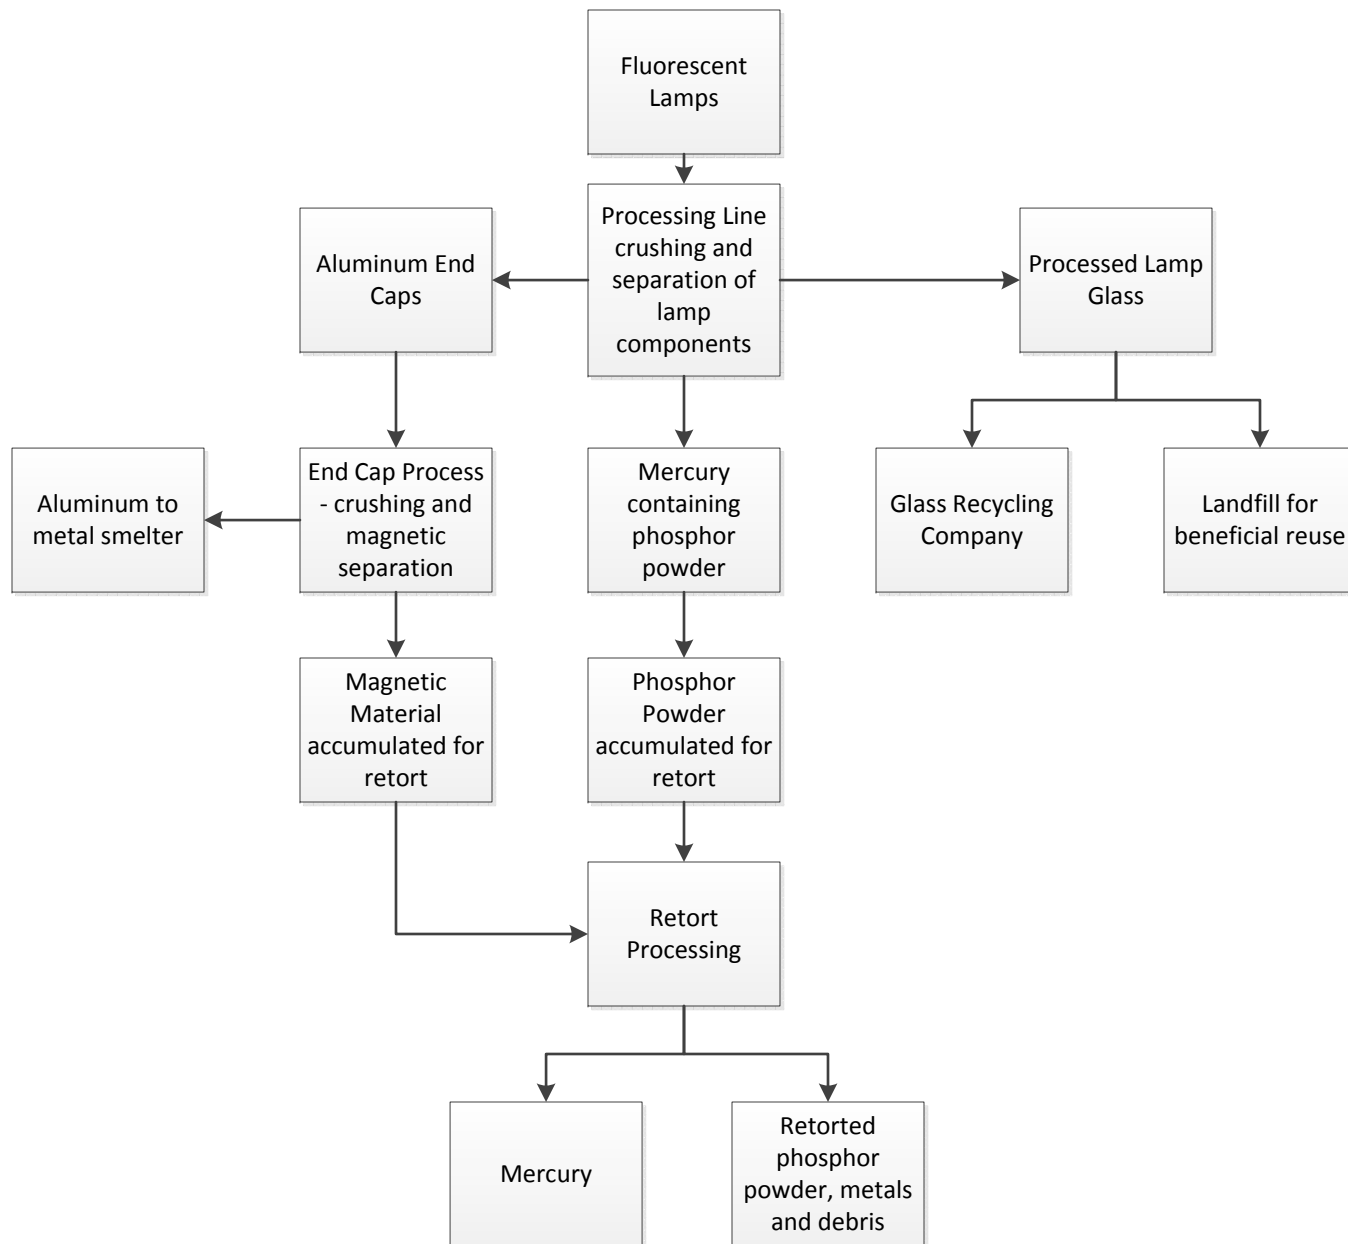 Fluorescent
Lamps
Aluminum End
Caps
Processing Line
crushing and
separation of
lamp
components
Processed Lamp
Glass
Aluminum to
metal smelter
End Cap Process
- crushing and
magnetic
separation
Mercury
containing
phosphor
powder
Glass Recycling
Company
Landfill for
beneficial reuse
Magnetic
Material
accumulated for
retort
Phosphor
Powder
accumulated for
retort
Retort
Processing
Mercury
Retorted
phosphor
powder, metals
and debris